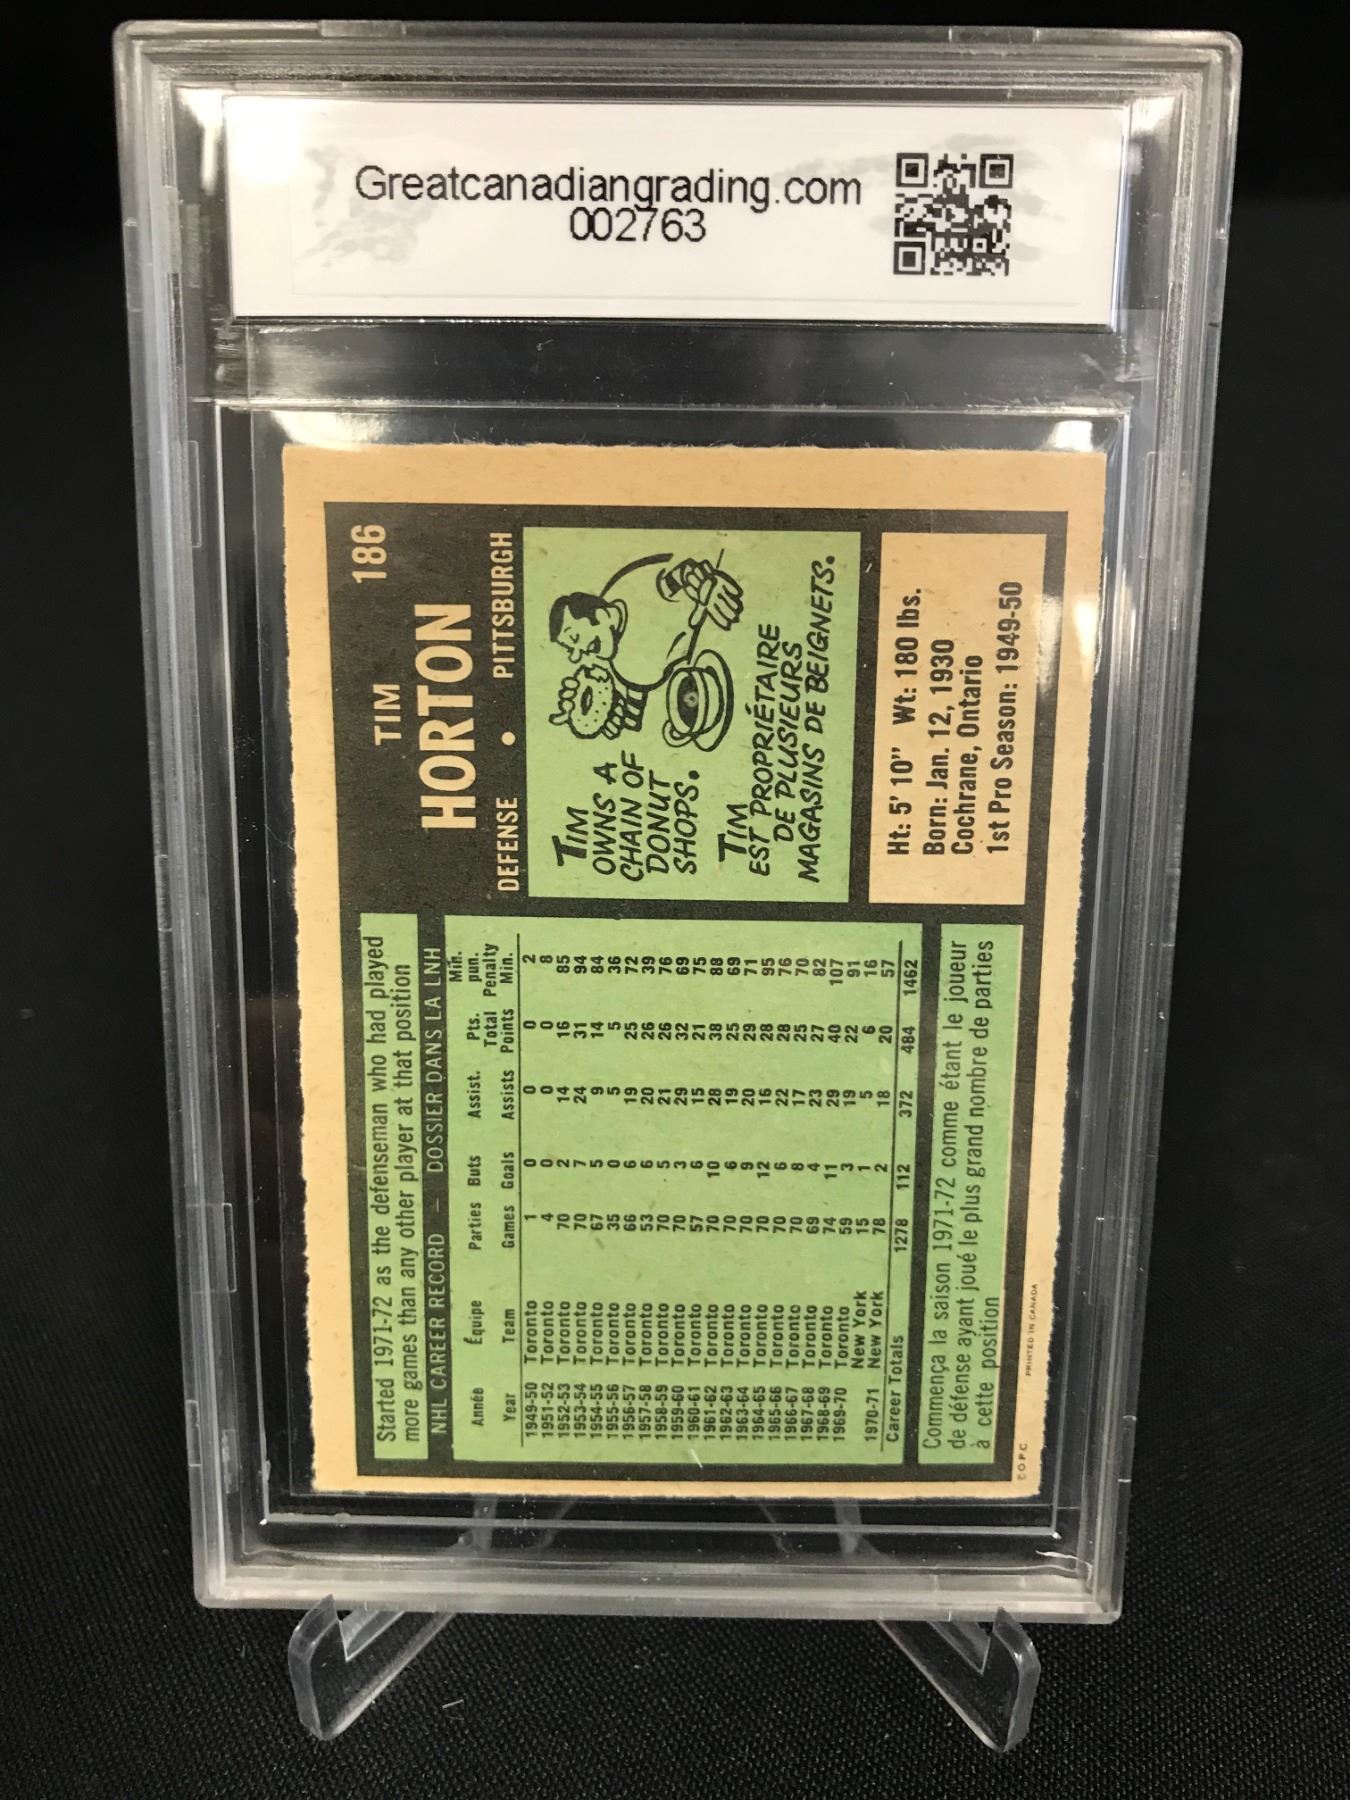 Greatcanadiangrading.com
002763
186
TIM
HORTON
DEFENSE • PITTSBURGH
TIM
OWNS A
CHAIN OF
DONUT
SHOPS.
TIM
EST PROPRIÉTAIRE
DE PLUSIEURS
MAGASINS DE BEIGNETS.
Ht: 5' 10" Wt: 180 lbs.
Born: Jan. 12, 1930
Cochrane, Ontario
1st Pro Season: 1949-50
Started 1971-72 as the defenseman who had played
more games than any other player at that position
NHL CAREER RECORD – DOSSIER DANS LA LNH
Année Équipe Parties Buts Assist. Pts. Min. pun.
Year Team Games Goals Assists Total Points Penalty Min.
1949-50 Toronto 1 0 0 0 2
1951-52 Toronto 4 0 0 0 8
1952-53 Toronto 70 2 14 16 85
1953-54 Toronto 70 7 24 31 94
1954-55 Toronto 67 5 9 14 84
1955-56 Toronto 35 0 5 5 36
1956-57 Toronto 66 6 19 25 72
1957-58 Toronto 53 6 20 26 39
1958-59 Toronto 70 5 21 26 76
1959-60 Toronto 70 3 29 32 69
1960-61 Toronto 57 6 15 21 75
1961-62 Toronto 70 10 28 38 88
1962-63 Toronto 70 6 19 25 69
1963-64 Toronto 70 9 20 29 71
1964-65 Toronto 70 12 16 28 95
1965-66 Toronto 70 6 22 28 76
1966-67 Toronto 70 8 17 25 70
1967-68 Toronto 69 4 23 27 82
1968-69 Toronto 74 11 29 40 107
1969-70 Toronto 59 3 19 22 91
New York 15 1 5 6 16
1970-71 New York 78 2 18 20 57
Career Totals 1278 112 372 484 1462
Commença la saison 1971-72 comme étant le joueur
de défense ayant joué le plus grand nombre de parties
à cette position
© O.P.C. PRINTED IN CANADA